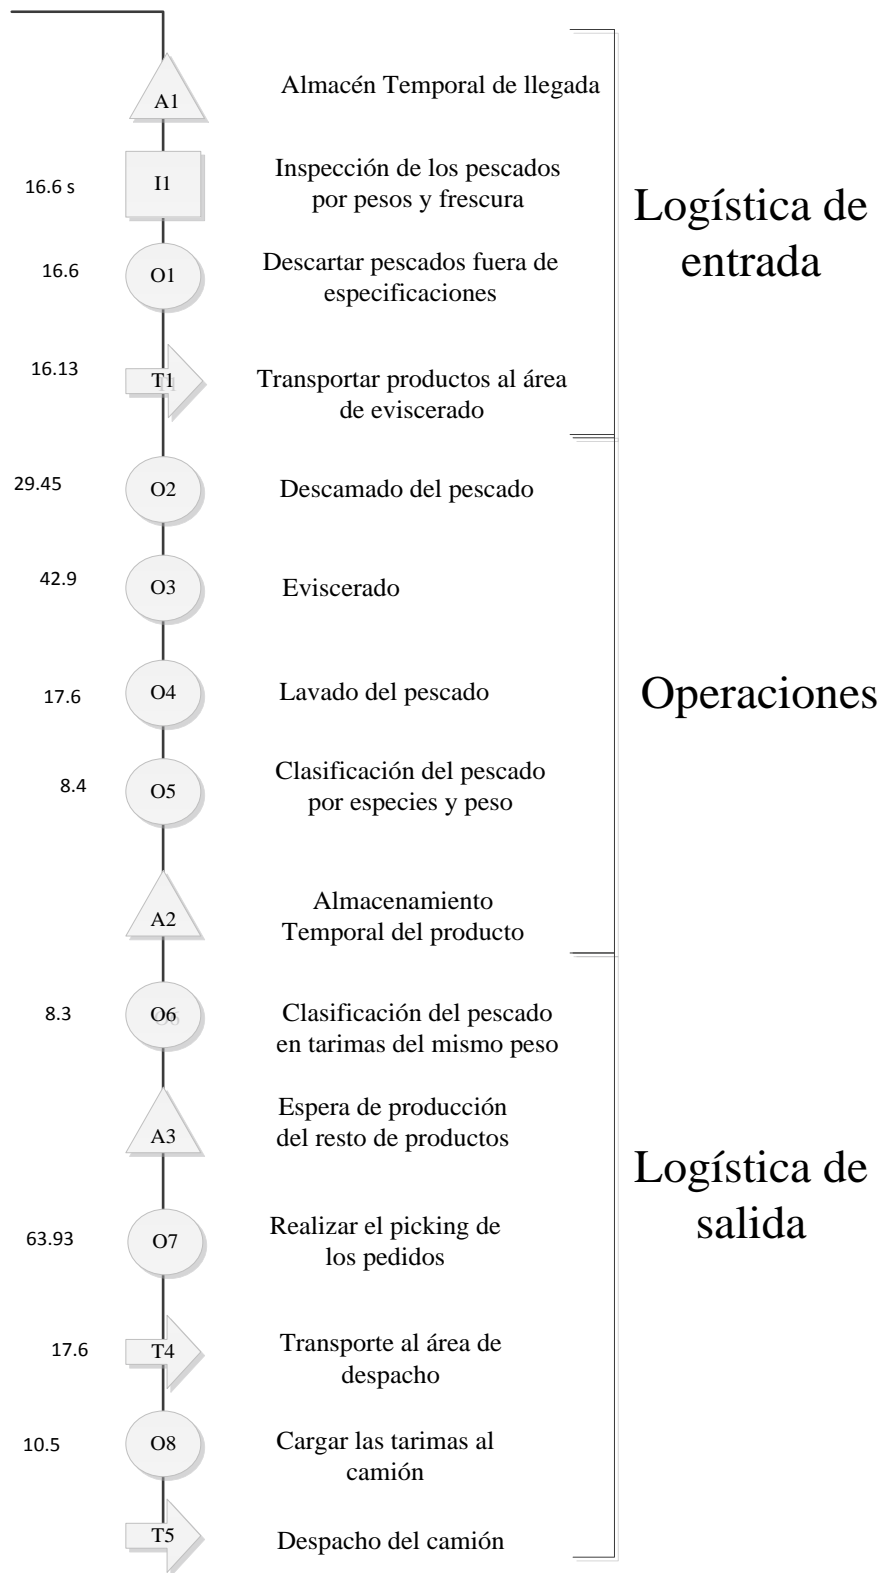 A1
Almacén Temporal de llegada
16.6 s
I1
Inspección de los pescados
por pesos y frescura
Logística de
entrada
16.6
O1
Descartar pescados fuera de
especificaciones
16.13
T1
Transportar productos al área
de eviscerado
29.45
O2
Descamado del pescado
42.9
O3
Eviscerado
17.6
O4
Lavado del pescado
Operaciones
8.4
O5
Clasificación del pescado
por especies y peso
A2
Almacenamiento
Temporal del producto
8.3
O6
Clasificación del pescado
en tarimas del mismo peso
A3
Espera de producción
del resto de productos
Logística de
salida
63.93
O7
Realizar el picking de
los pedidos
17.6
T4
Transporte al área de
despacho
10.5
O8
Cargar las tarimas al
camión
T5
Despacho del camión